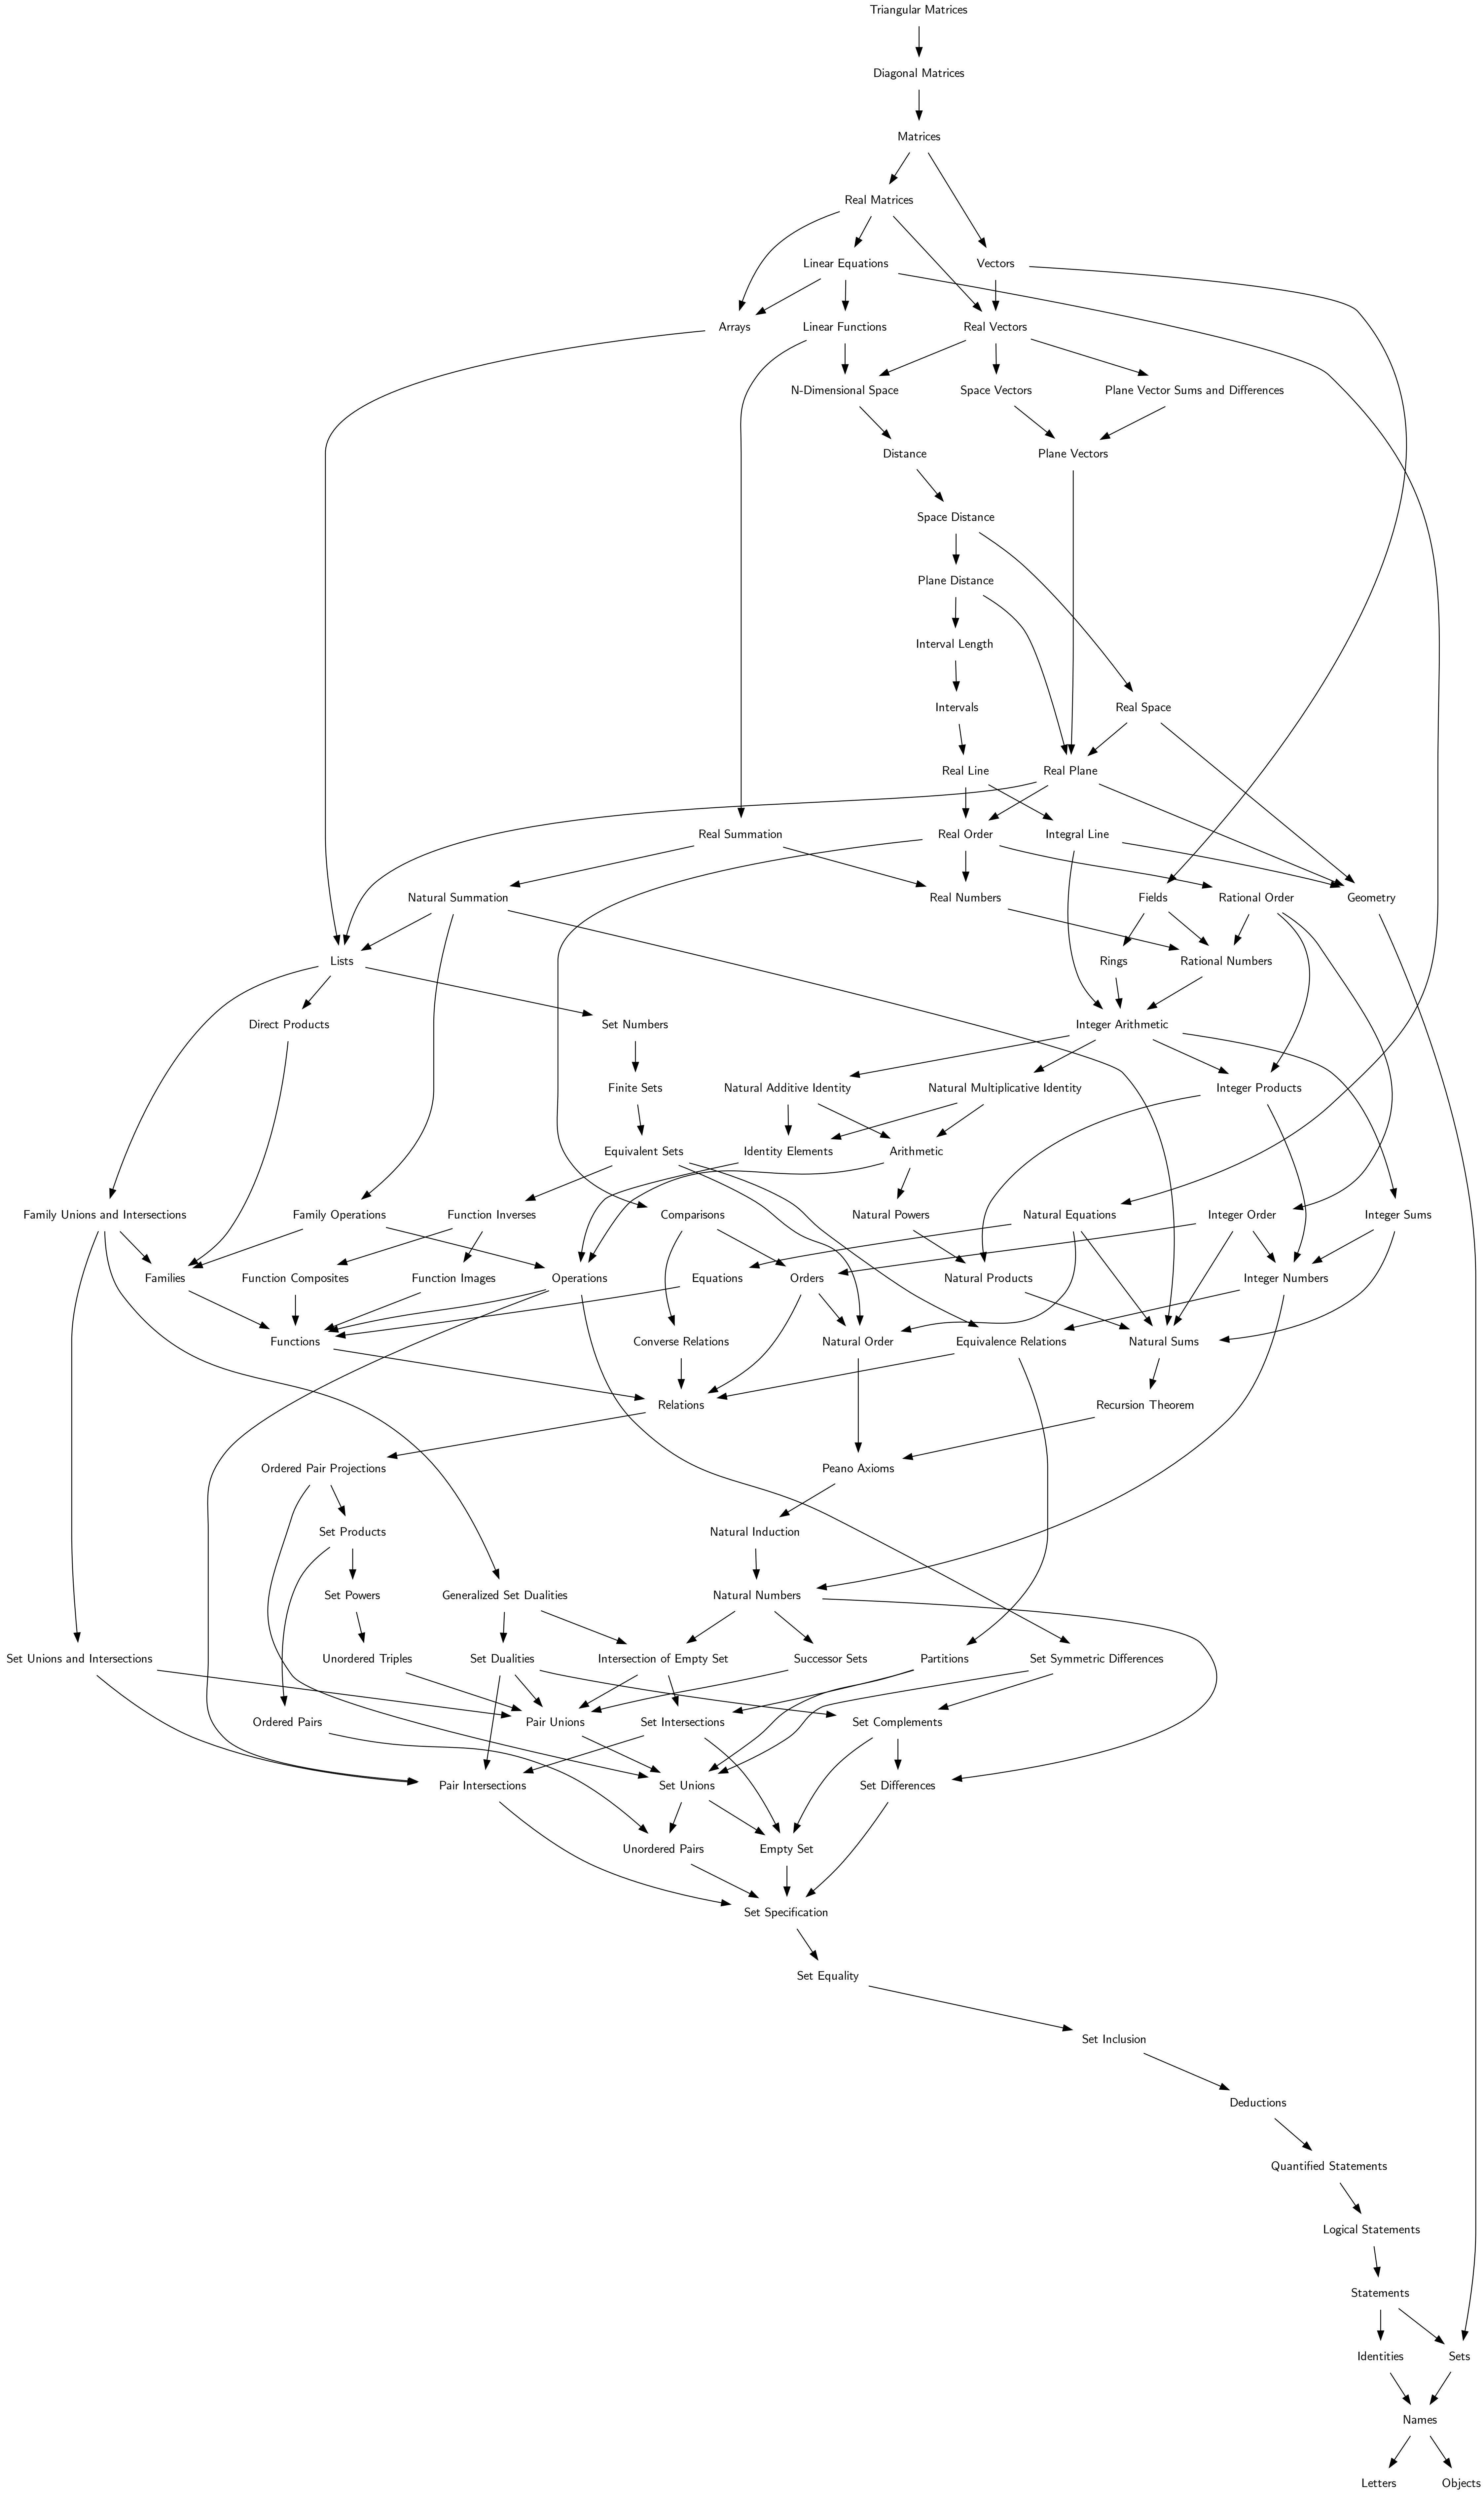 Triangular Matrices
Diagonal Matrices
Matrices
Real Matrices
Linear Equations
Vectors
Arrays
Linear Functions
Real Vectors
N-Dimensional Space
Space Vectors
Plane Vector Sums and Differences
Distance
Plane Vectors
Space Distance
Plane Distance
Interval Length
Intervals
Real Space
Real Line
Real Plane
Real Summation
Real Order
Integral Line
Natural Summation
Real Numbers
Fields
Rational Order
Geometry
Lists
Rings
Rational Numbers
Direct Products
Set Numbers
Integer Arithmetic
Finite Sets
Natural Additive Identity
Natural Multiplicative Identity
Integer Products
Equivalent Sets
Identity Elements
Arithmetic
Family Unions and Intersections
Family Operations
Function Inverses
Comparisons
Natural Powers
Natural Equations
Integer Order
Integer Sums
Families
Function Composites
Function Images
Operations
Equations
Orders
Natural Products
Integer Numbers
Functions
Converse Relations
Natural Order
Equivalence Relations
Natural Sums
Relations
Recursion Theorem
Ordered Pair Projections
Peano Axioms
Set Products
Natural Induction
Set Powers
Generalized Set Dualities
Natural Numbers
Set Unions and Intersections
Unordered Triples
Set Dualities
Intersection of Empty Set
Successor Sets
Partitions
Set Symmetric Differences
Ordered Pairs
Pair Unions
Set Intersections
Set Complements
Pair Intersections
Set Unions
Set Differences
Unordered Pairs
Empty Set
Set Specification
Set Equality
Set Inclusion
Deductions
Quantified Statements
Logical Statements
Statements
Identities
Sets
Names
Letters
Objects